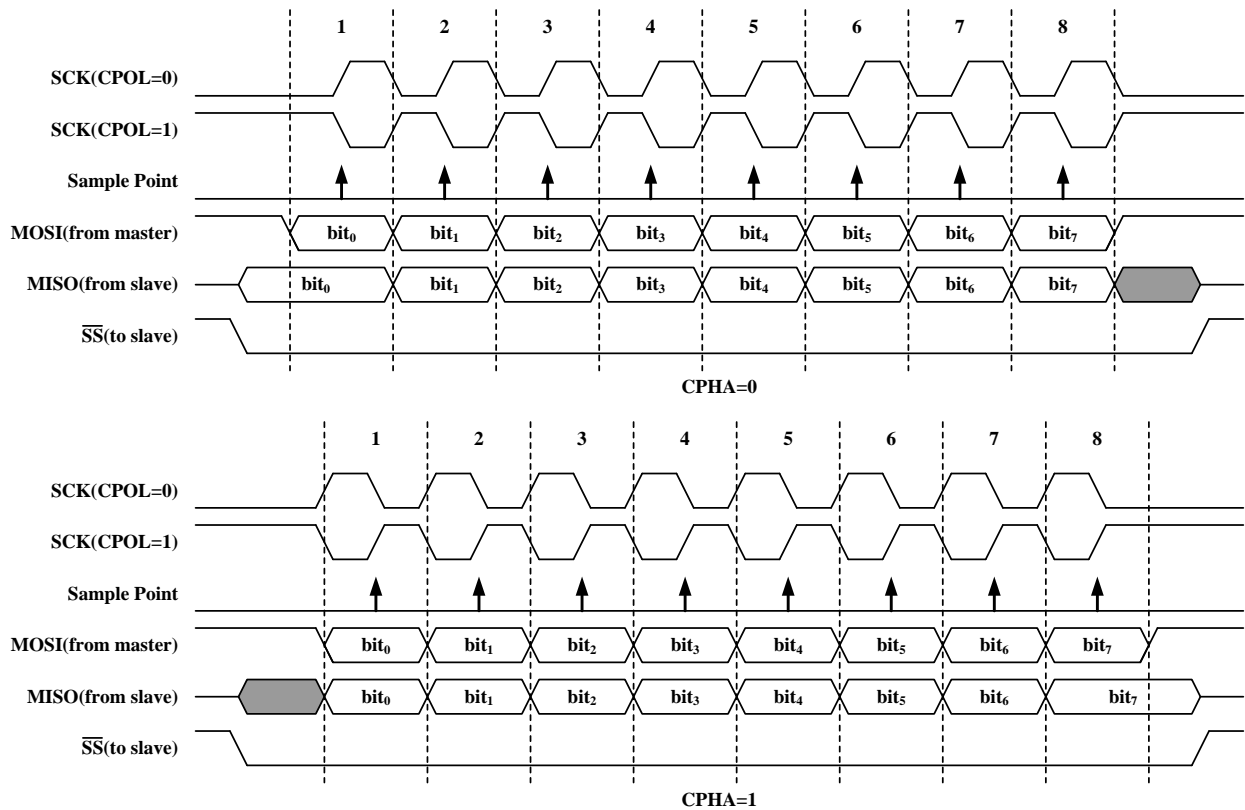 1 2 3 4 5 6 7 8
SCK(CPOL=0)
SCK(CPOL=1)
Sample Point
MOSI(from master) bit₀ bit₁ bit₂ bit₃ bit₄ bit₅ bit₆ bit₇
MISO(from slave) bit₀ bit₁ bit₂ bit₃ bit₄ bit₅ bit₆ bit₇
S̅S̅(to slave)
CPHA=0
1 2 3 4 5 6 7 8
SCK(CPOL=0)
SCK(CPOL=1)
Sample Point
MOSI(from master) bit₀ bit₁ bit₂ bit₃ bit₄ bit₅ bit₆ bit₇
MISO(from slave) bit₀ bit₁ bit₂ bit₃ bit₄ bit₅ bit₆ bit₇
S̅S̅(to slave)
CPHA=1